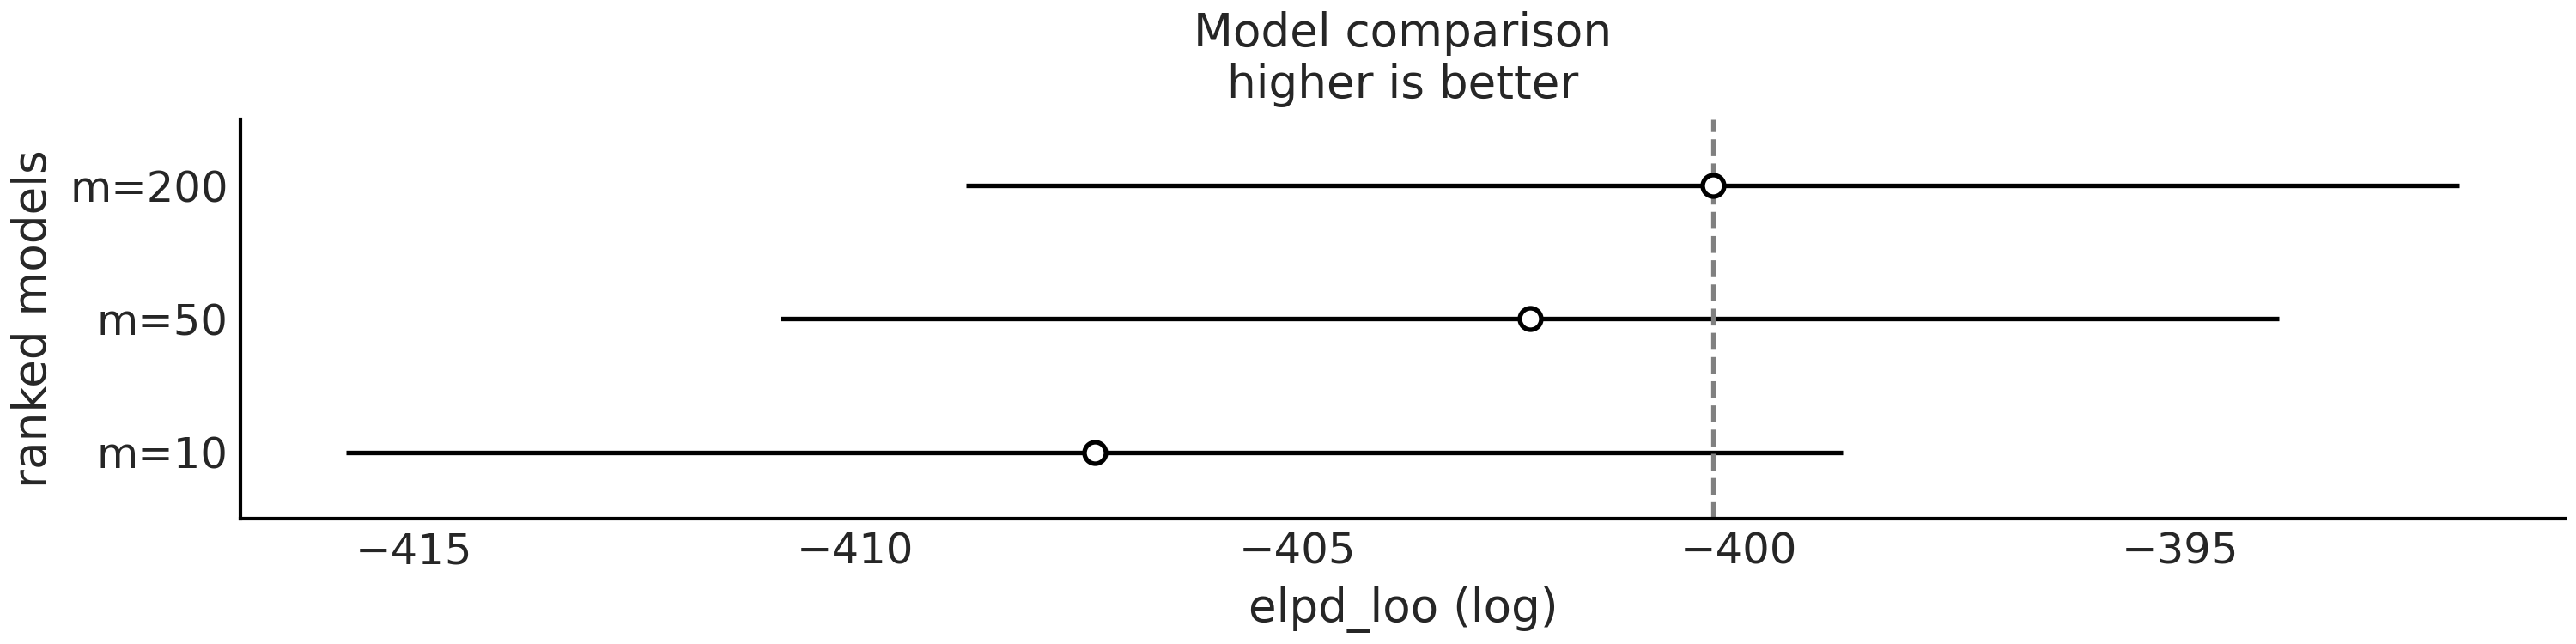 Model comparison
higher is better
ranked models
m=200
m=50
m=10
−415
−410
−405
−400
−395
elpd_loo (log)